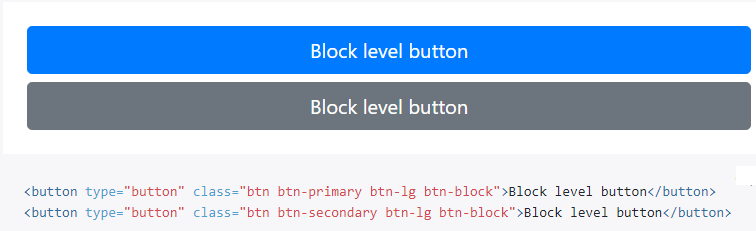 Block level button
Block level button
<button type="button" class="btn btn-primary btn-lg btn-block">Block level button</button>
<button type="button" class="btn btn-secondary btn-lg btn-block">Block level button</button>